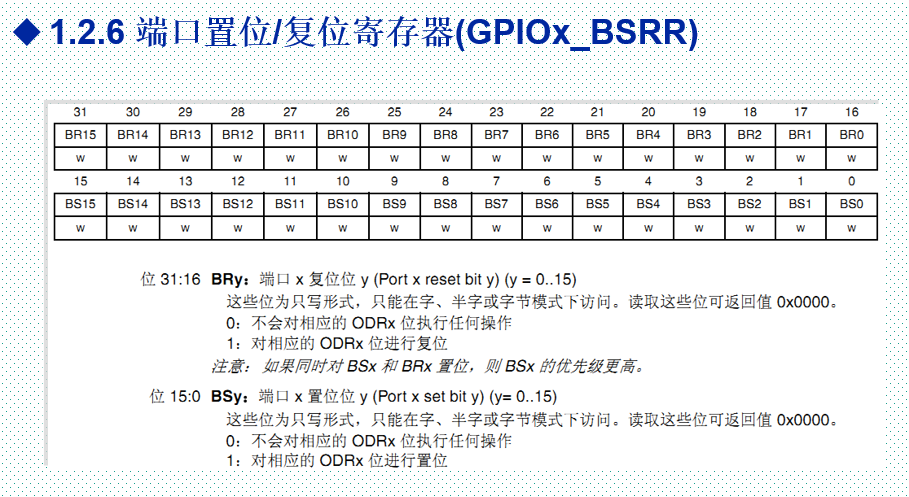 ◆ 1.2.6 端口置位/复位寄存器(GPIOx_BSRR)
31 30 29 28 27 26 25 24 23 22 21 20 19 18 17 16
BR15 BR14 BR13 BR12 BR11 BR10 BR9 BR8 BR7 BR6 BR5 BR4 BR3 BR2 BR1 BR0
w w w w w w w w w w w w w w w w
15 14 13 12 11 10 9 8 7 6 5 4 3 2 1 0
BS15 BS14 BS13 BS12 BS11 BS10 BS9 BS8 BS7 BS6 BS5 BS4 BS3 BS2 BS1 BS0
w w w w w w w w w w w w w w w w
位 31:16 BRy：端口 x 复位位 y (Port x reset bit y) (y = 0..15)
这些位为只写形式，只能在字、半字或字节模式下访问。读取这些位可返回值 0x0000。
0：不会对相应的 ODRx 位执行任何操作
1：对相应的 ODRx 位进行复位
注意： 如果同时对 BSx 和 BRx 置位，则 BSx 的优先级更高。
位 15:0 BSy：端口 x 置位位 y (Port x set bit y) (y= 0..15)
这些位为只写形式，只能在字、半字或字节模式下访问。读取这些位可返回值 0x0000。
0：不会对相应的 ODRx 位执行任何操作
1：对相应的 ODRx 位进行置位